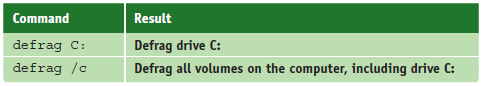 Command Result
defrag C: Defrag drive C:
defrag /c Defrag all volumes on the computer, including drive C: